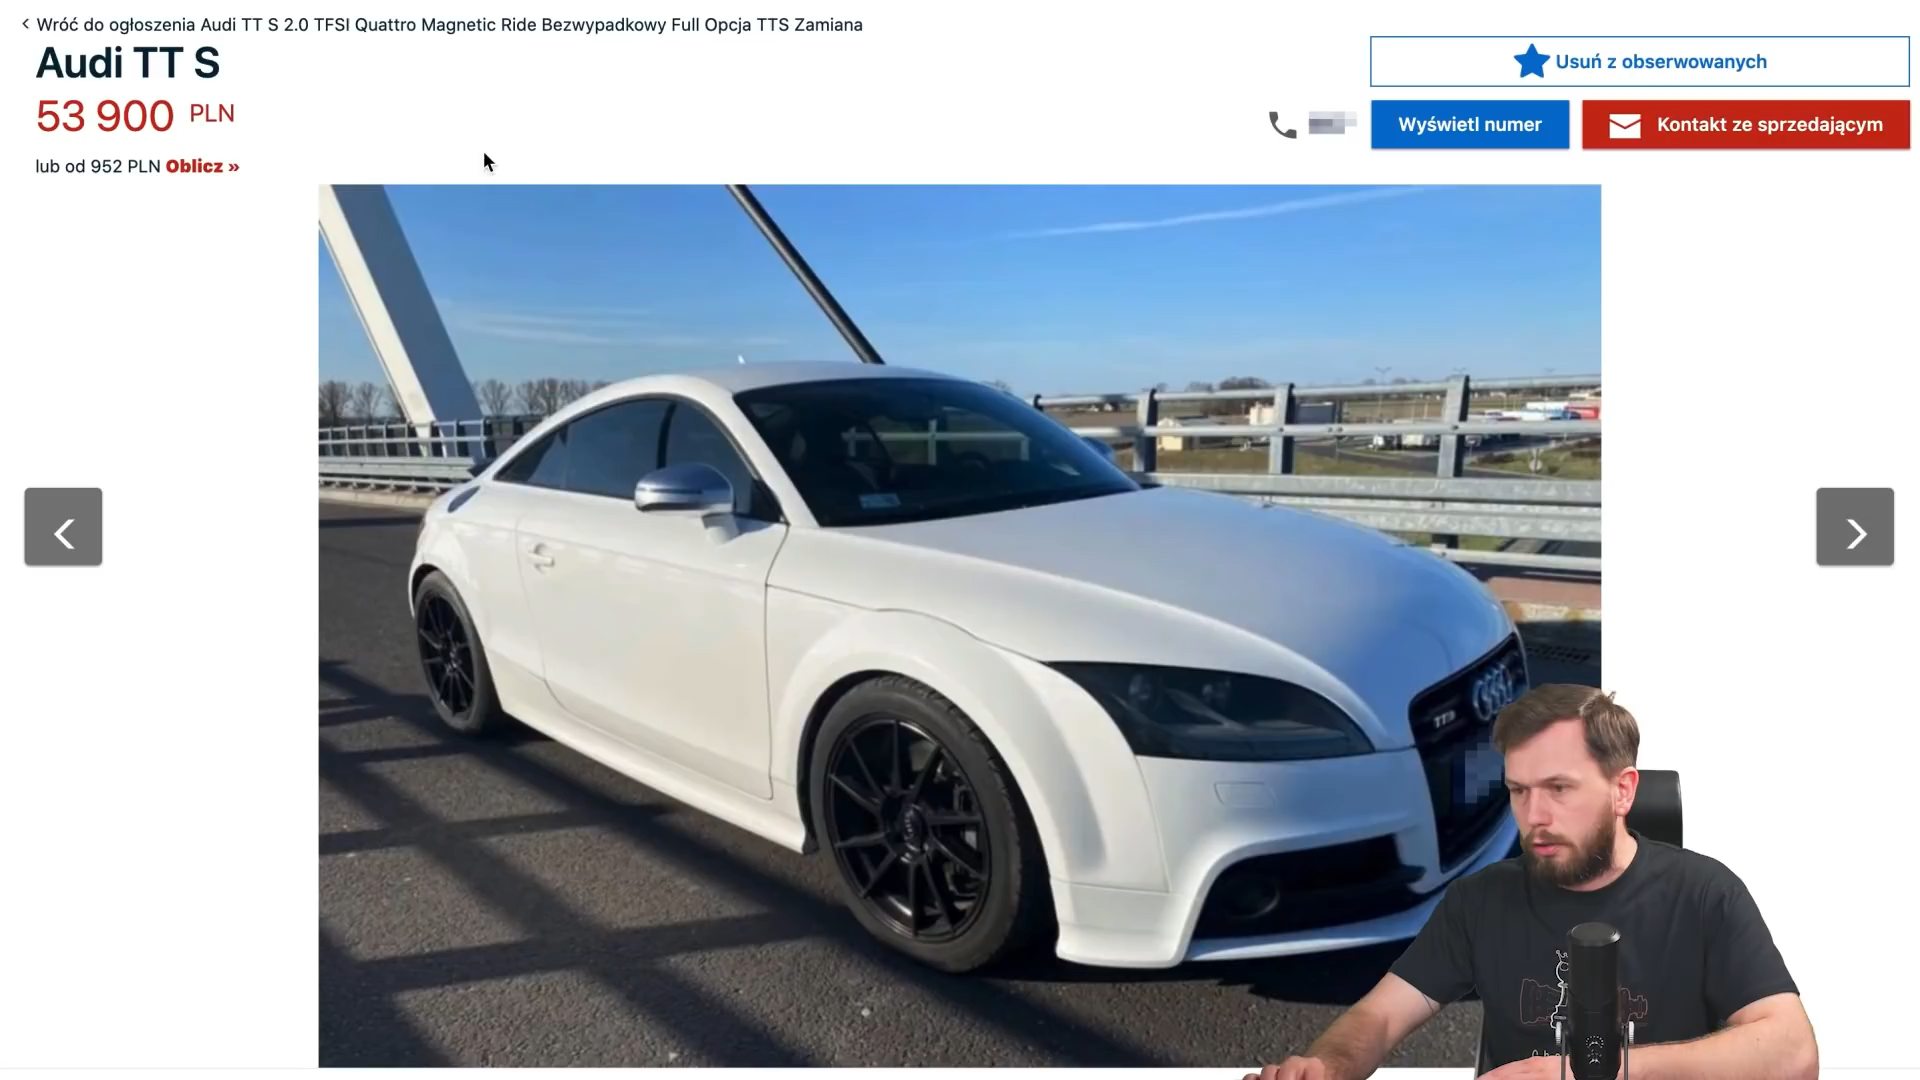 Wróć do ogłoszenia Audi TT S 2.0 TFSI Quattro Magnetic Ride Bezwypadkowy Full Opcja TTS Zamiana
Audi TT S
53 900 PLN
lub od 952 PLN Oblicz »
Usuń z obserwowanych
Wyświetl numer
Kontakt ze sprzedającym
TTS